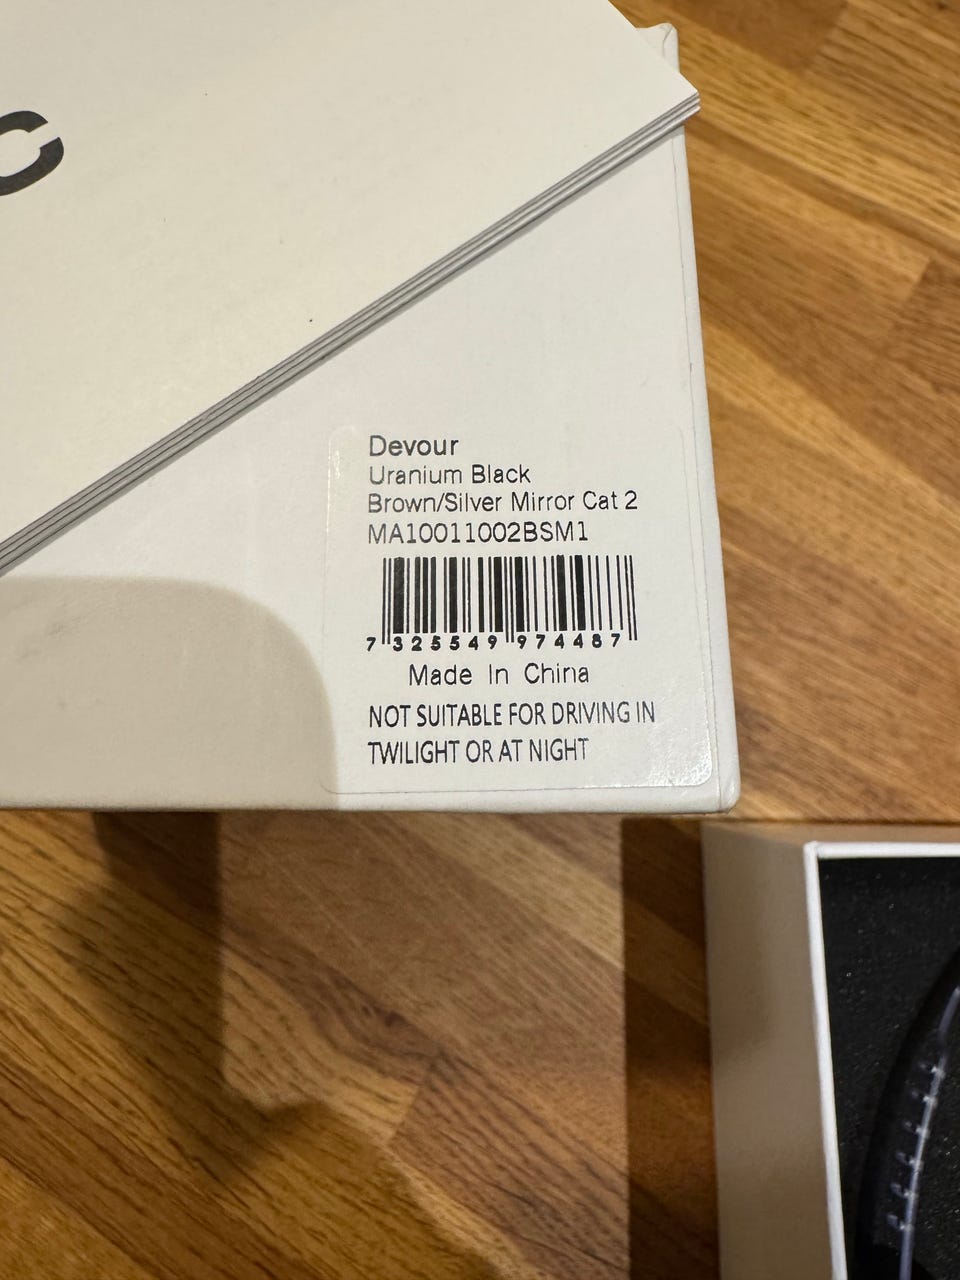 C
Devour
Uranium Black
Brown/Silver Mirror Cat 2
MA10011002BSM1
7 325549 974487
Made In China
NOT SUITABLE FOR DRIVING IN
TWILIGHT OR AT NIGHT